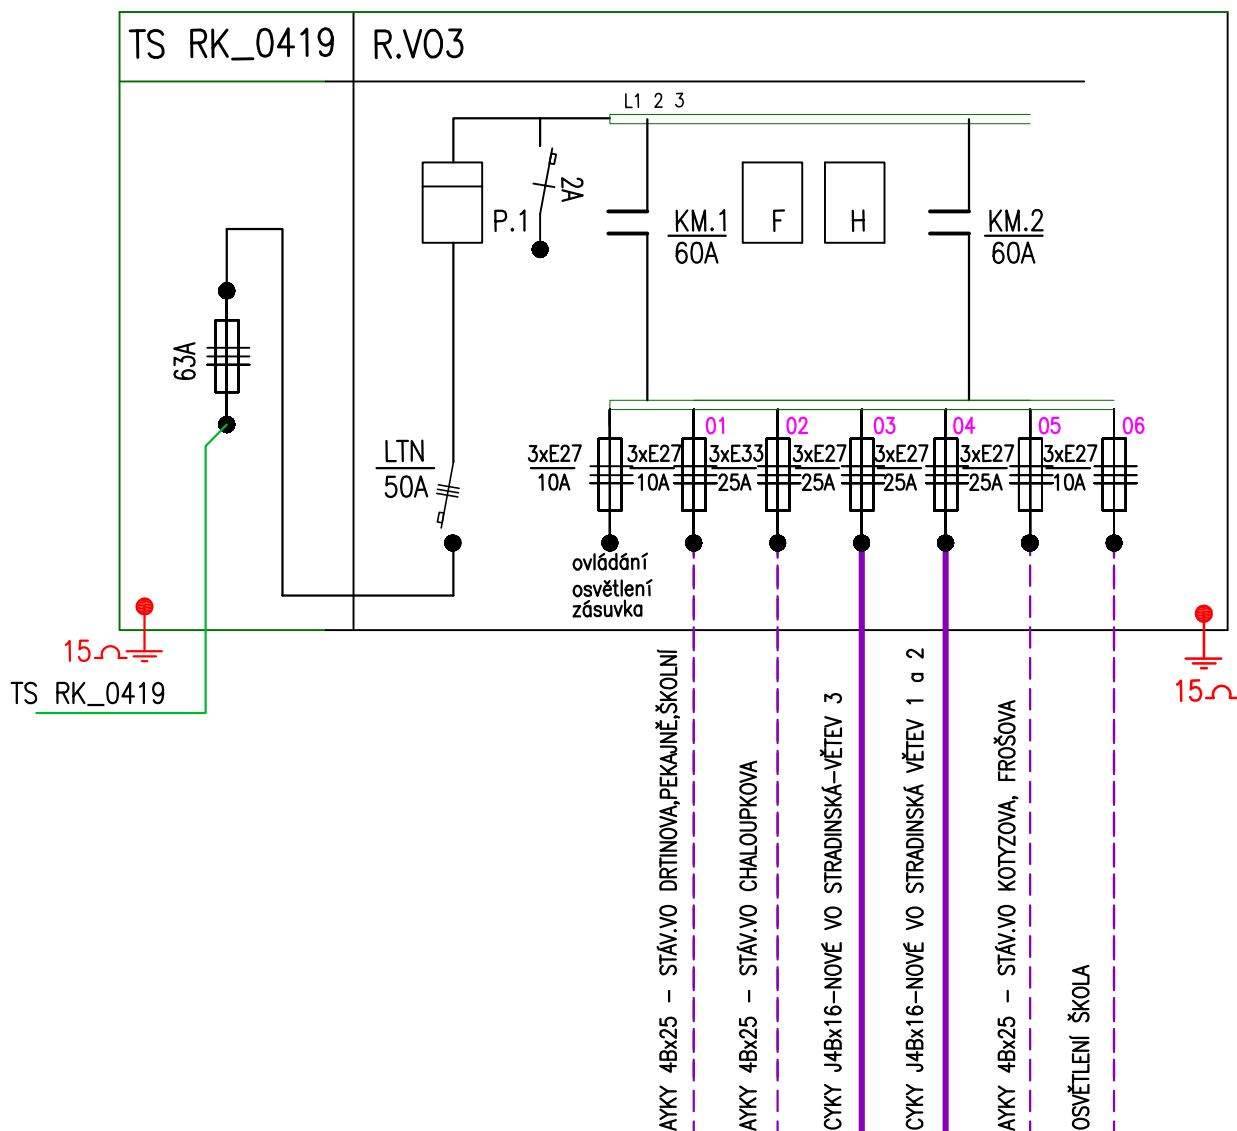 TS RK_0419
R.VO3
L1 2 3
2A
P.1
KM.1
60A
F
H
KM.2
60A
63A
LTN
50A
01
02
03
04
05
06
3xE27
10A
3xE27
10A
3xE33
25A
3xE27
25A
3xE27
25A
3xE27
25A
3xE27
10A
ovládání
osvětlení
zásuvka
15
TS RK_0419
15
AYKY 4Bx25 – STÁV.VO DRTINOVA,PEKAJNĚ,ŠKOLNÍ
AYKY 4Bx25 – STÁV.VO CHALOUPKOVA
CYKY J4Bx16–NOVÉ VO STRADINSKÁ–VĚTEV 3
CYKY J4Bx16–NOVÉ VO STRADINSKÁ VĚTEV 1 a 2
AYKY 4Bx25 – STÁV.VO KOTYZOVA, FROŠOVA
OSVĚTLENÍ ŠKOLA